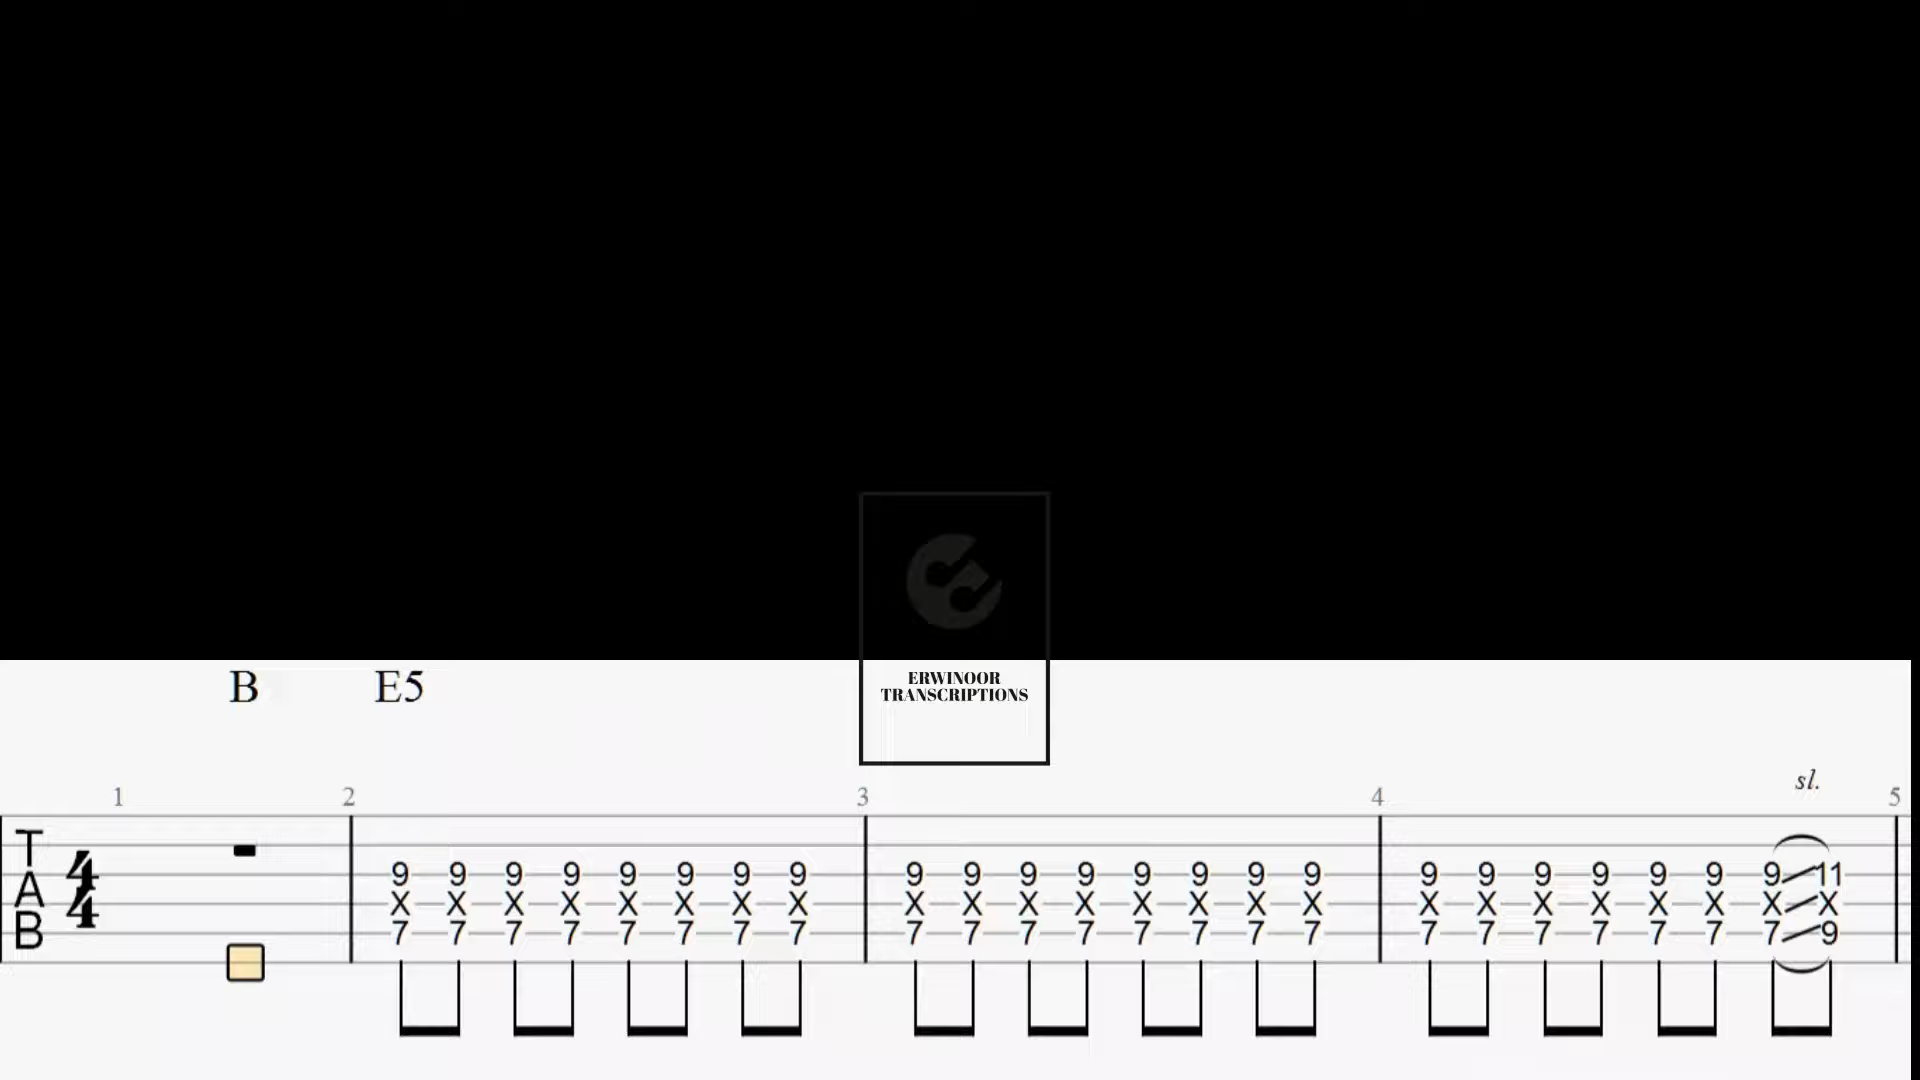 B E5
ERWINOOR
TRANSCRIPTIONS
sl.
1 2 3 4 5
T
A
B
4
4
9 9 9 9 9 9 9 9 9 9 9 9 9 9 9 9 9 9 9 9 9 9 9 11
X X X X X X X X X X X X X X X X X X X X X X X X
7 7 7 7 7 7 7 7 7 7 7 7 7 7 7 7 7 7 7 7 7 7 7 9